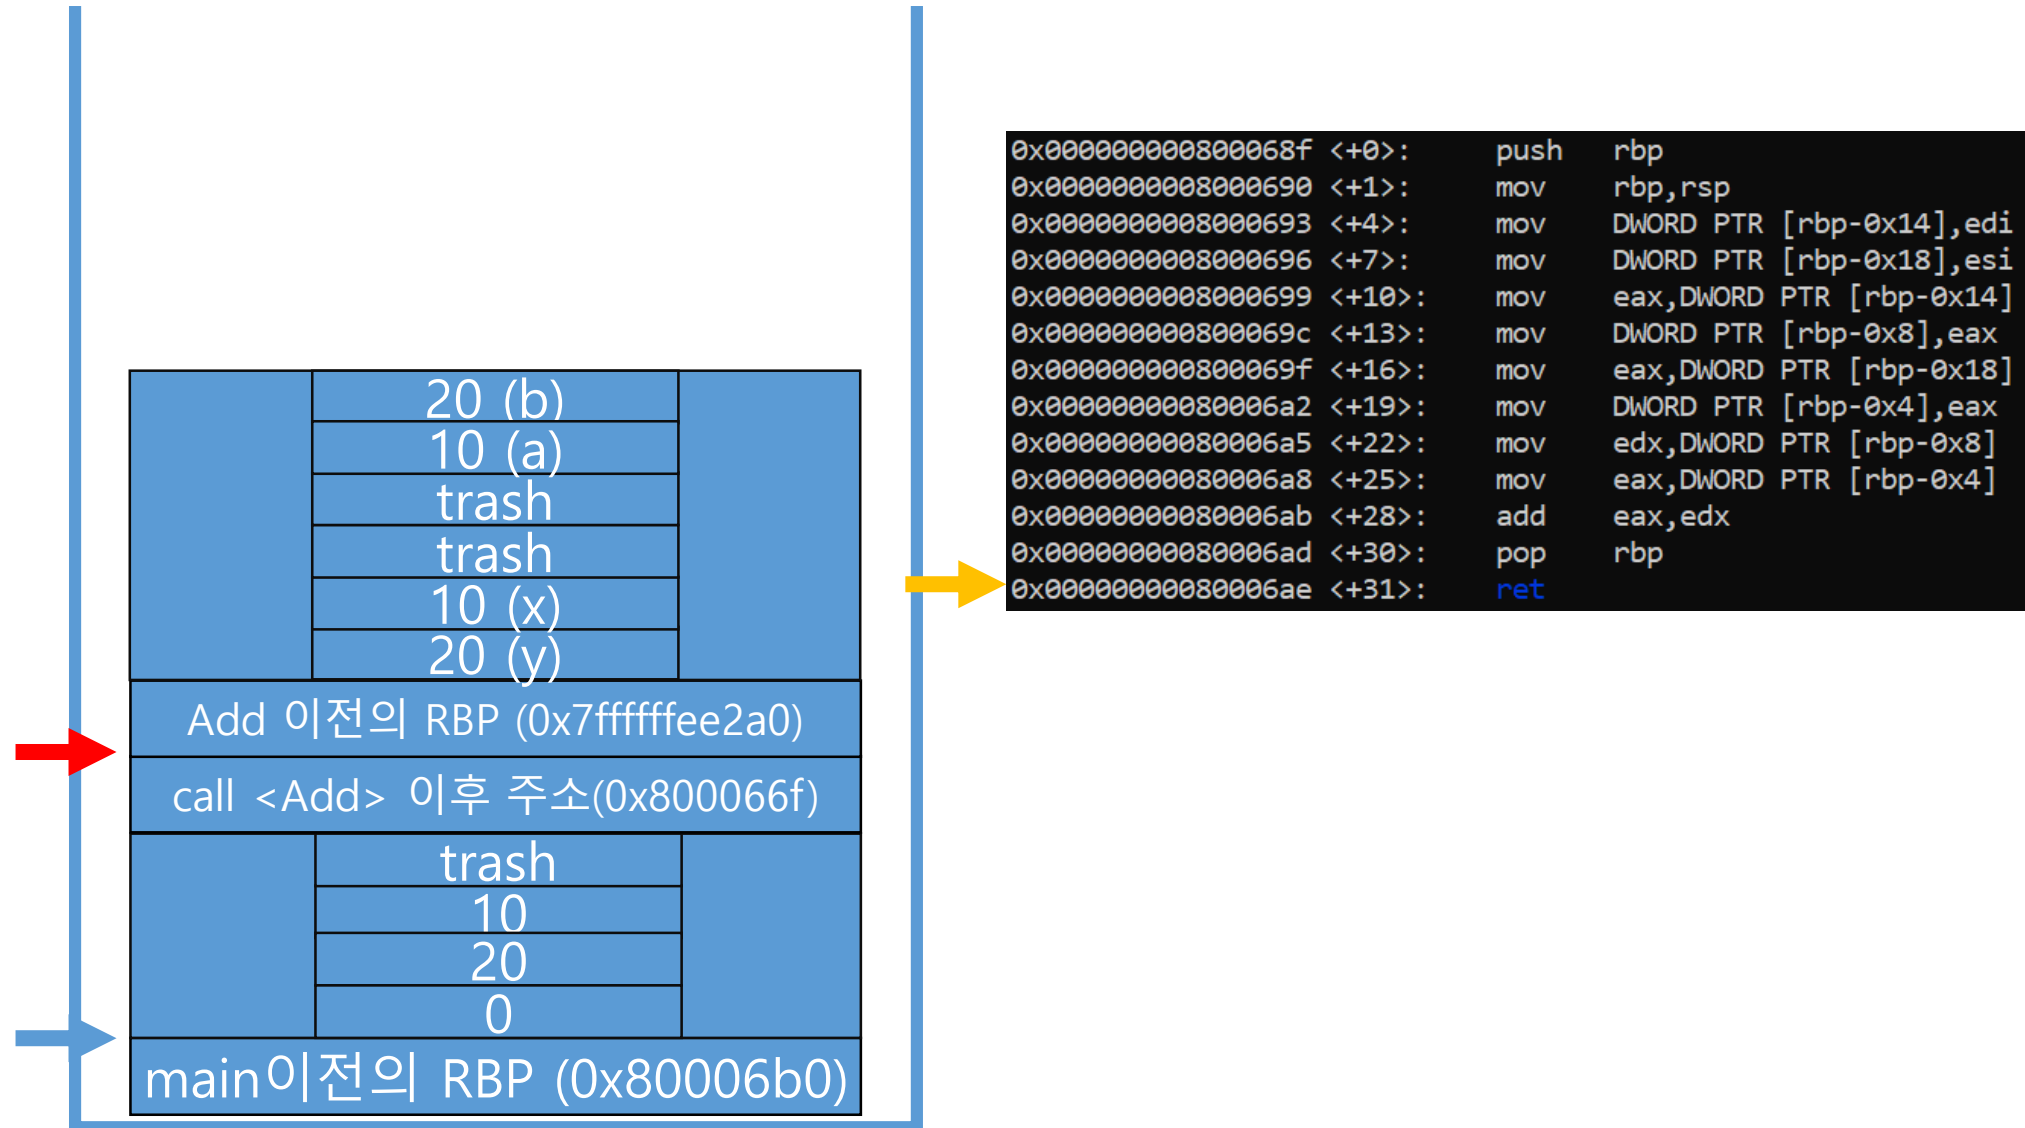 20 (b)
10 (a)
trash
trash
10 (x)
20 (y)
Add 이전의 RBP (0x7ffffffee2a0)
call <Add> 이후 주소(0x800066f)
trash
10
20
0
main이전의 RBP (0x80006b0)
0x000000000800068f <+0>: push rbp
0x0000000008000690 <+1>: mov rbp,rsp
0x0000000008000693 <+4>: mov DWORD PTR [rbp-0x14],edi
0x0000000008000696 <+7>: mov DWORD PTR [rbp-0x18],esi
0x0000000008000699 <+10>: mov eax,DWORD PTR [rbp-0x14]
0x000000000800069c <+13>: mov DWORD PTR [rbp-0x8],eax
0x000000000800069f <+16>: mov eax,DWORD PTR [rbp-0x18]
0x00000000080006a2 <+19>: mov DWORD PTR [rbp-0x4],eax
0x00000000080006a5 <+22>: mov edx,DWORD PTR [rbp-0x8]
0x00000000080006a8 <+25>: mov eax,DWORD PTR [rbp-0x4]
0x00000000080006ab <+28>: add eax,edx
0x00000000080006ad <+30>: pop rbp
0x00000000080006ae <+31>: ret